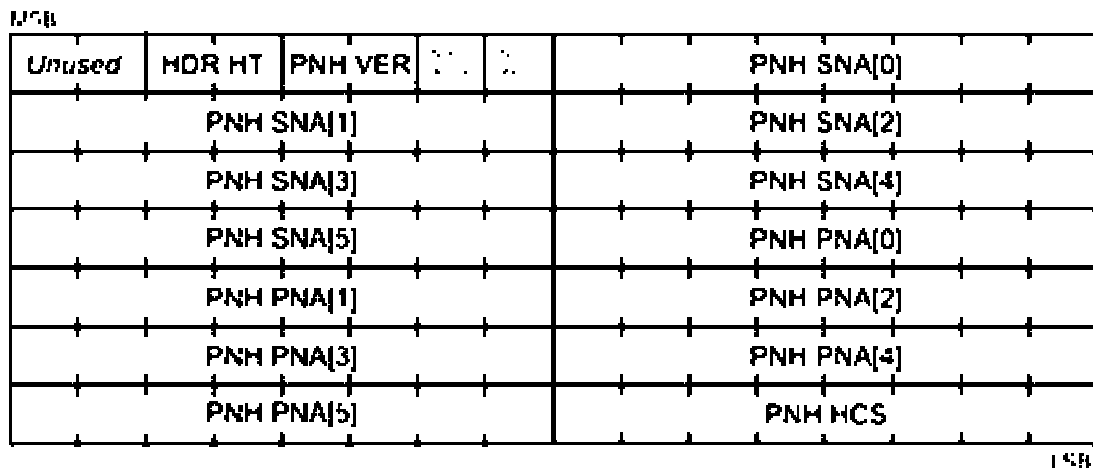 MSB
Unused HDR HT PNH VER PNH SNA[0]
PNH SNA[1] PNH SNA[2]
PNH SNA[3] PNH SNA[4]
PNH SNA[5] PNH PNA[0]
PNH PNA[1] PNH PNA[2]
PNH PNA[3] PNH PNA[4]
PNH PNA[5] PNH HCS
LSB